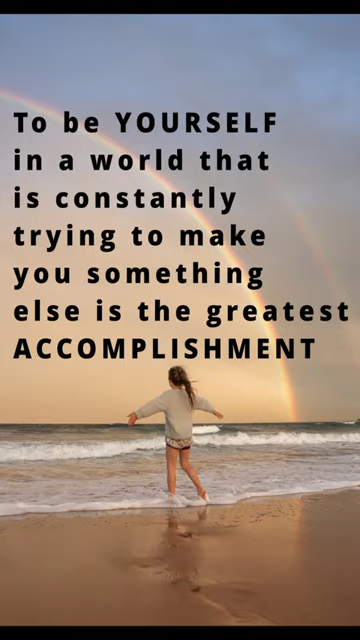 To be YOURSELF
in a world that
is constantly
trying to make
you something
else is the greatest
ACCOMPLISHMENT